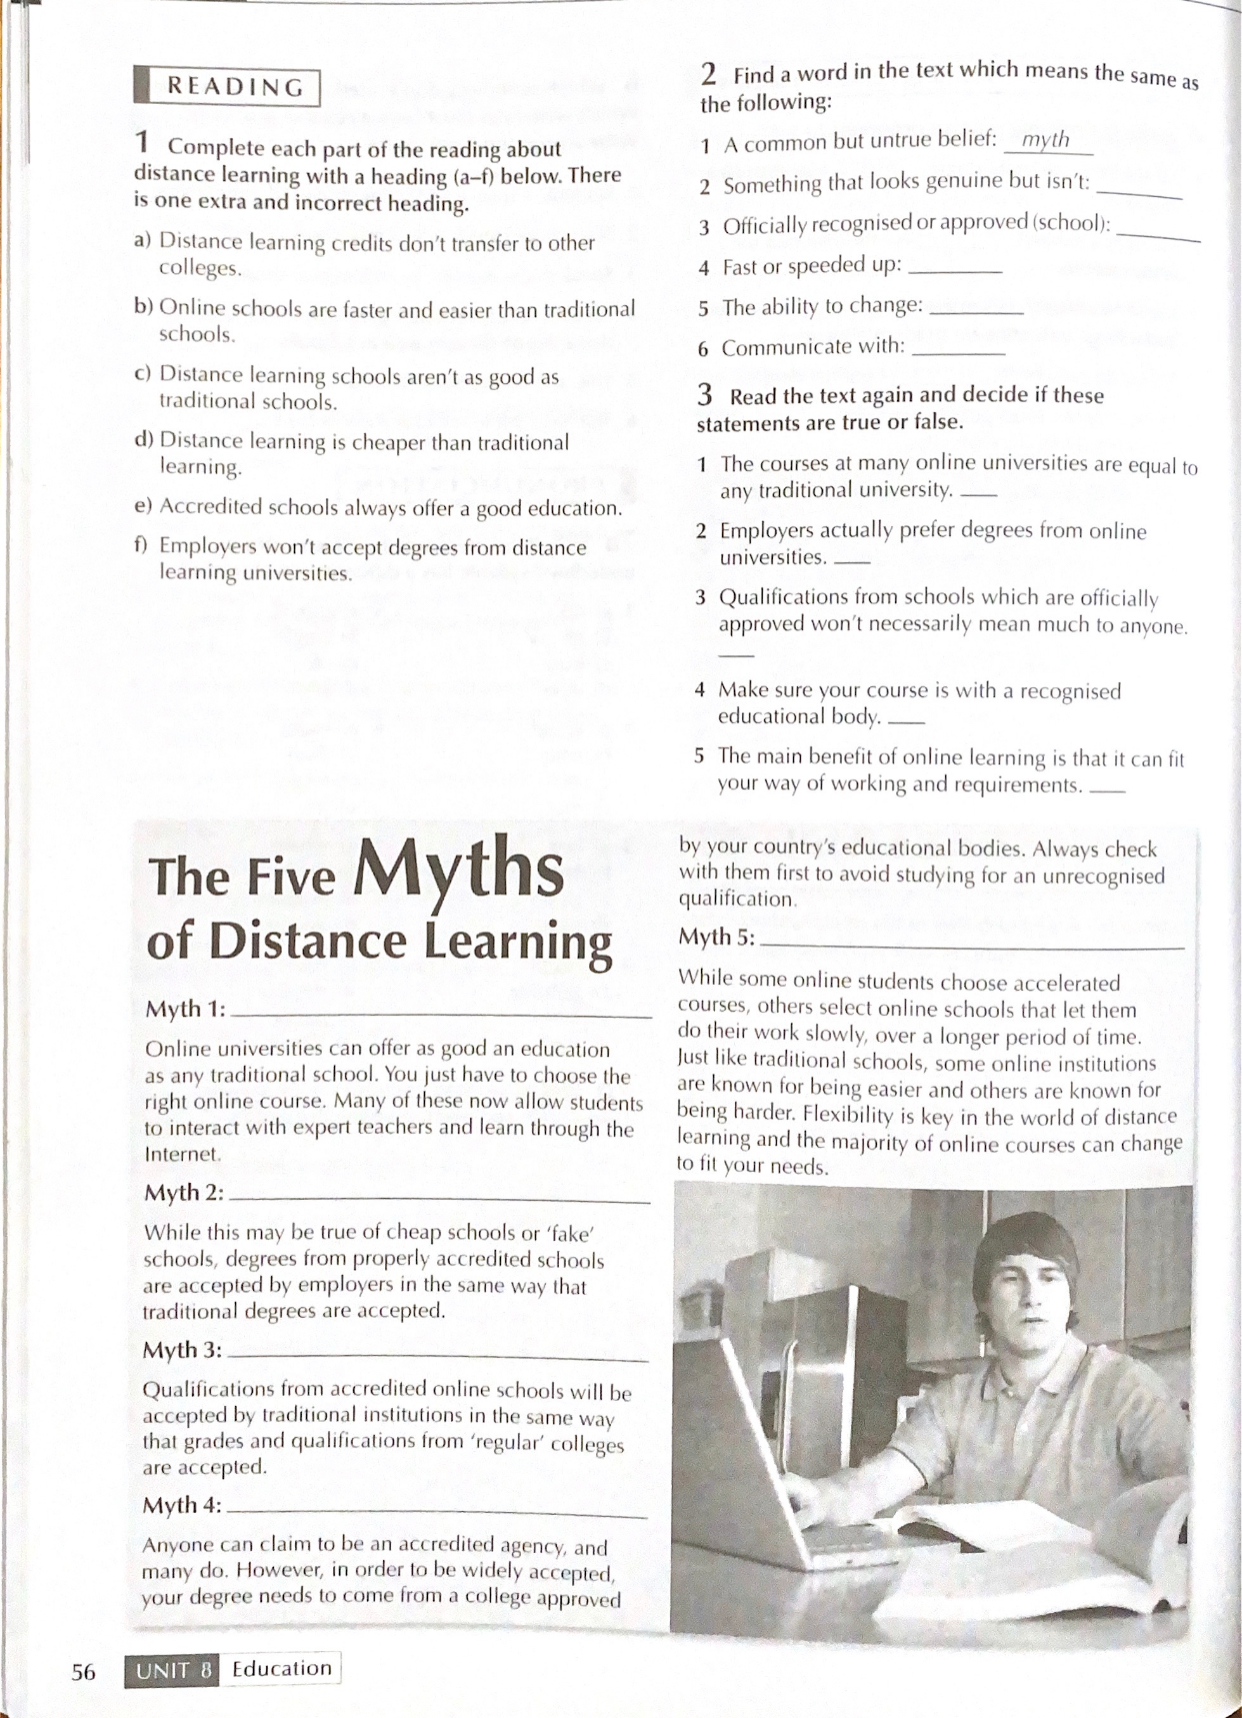 READING
1 Complete each part of the reading about
distance learning with a heading (a–f) below. There
is one extra and incorrect heading.
a) Distance learning credits don't transfer to other
colleges.
b) Online schools are faster and easier than traditional
schools.
c) Distance learning schools aren't as good as
traditional schools.
d) Distance learning is cheaper than traditional
learning.
e) Accredited schools always offer a good education.
f) Employers won't accept degrees from distance
learning universities.
2 Find a word in the text which means the same as
the following:
1 A common but untrue belief: myth
2 Something that looks genuine but isn't: ______
3 Officially recognised or approved (school): ______
4 Fast or speeded up: ______
5 The ability to change: ______
6 Communicate with: ______
3 Read the text again and decide if these
statements are true or false.
1 The courses at many online universities are equal to
any traditional university. ___
2 Employers actually prefer degrees from online
universities. ___
3 Qualifications from schools which are officially
approved won't necessarily mean much to anyone.
___
4 Make sure your course is with a recognised
educational body. ___
5 The main benefit of online learning is that it can fit
your way of working and requirements. ___
The Five Myths
of Distance Learning
Myth 1: ______
Online universities can offer as good an education
as any traditional school. You just have to choose the
right online course. Many of these now allow students
to interact with expert teachers and learn through the
Internet.
Myth 2: ______
While this may be true of cheap schools or 'fake'
schools, degrees from properly accredited schools
are accepted by employers in the same way that
traditional degrees are accepted.
Myth 3: ______
Qualifications from accredited online schools will be
accepted by traditional institutions in the same way
that grades and qualifications from 'regular' colleges
are accepted.
Myth 4: ______
Anyone can claim to be an accredited agency, and
many do. However, in order to be widely accepted,
your degree needs to come from a college approved
by your country's educational bodies. Always check
with them first to avoid studying for an unrecognised
qualification.
Myth 5: ______
While some online students choose accelerated
courses, others select online schools that let them
do their work slowly, over a longer period of time.
Just like traditional schools, some online institutions
are known for being easier and others are known for
being harder. Flexibility is key in the world of distance
learning and the majority of online courses can change
to fit your needs.
56 UNIT 8 Education